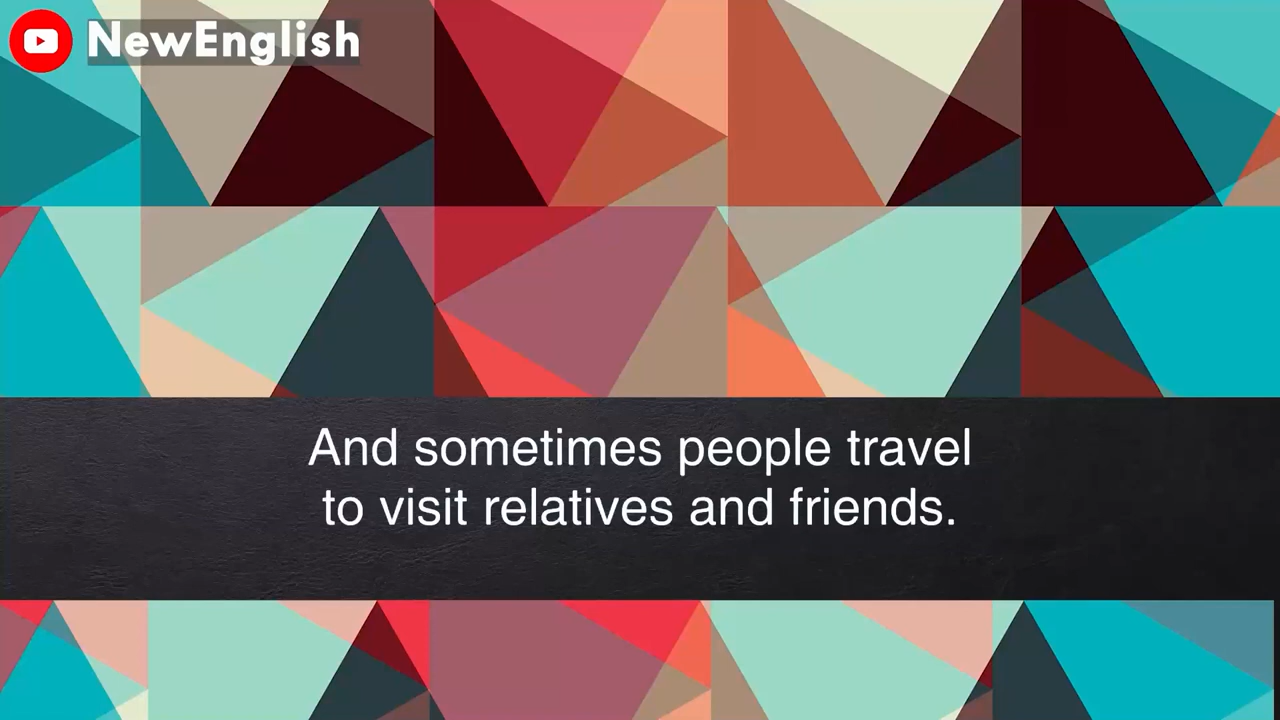 NewEnglish
And sometimes people travel
to visit relatives and friends.